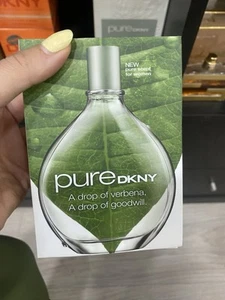 pure DKNY
NEW
pure scent
for women
pure DKNY
A drop of verbena,
A drop of goodwill.